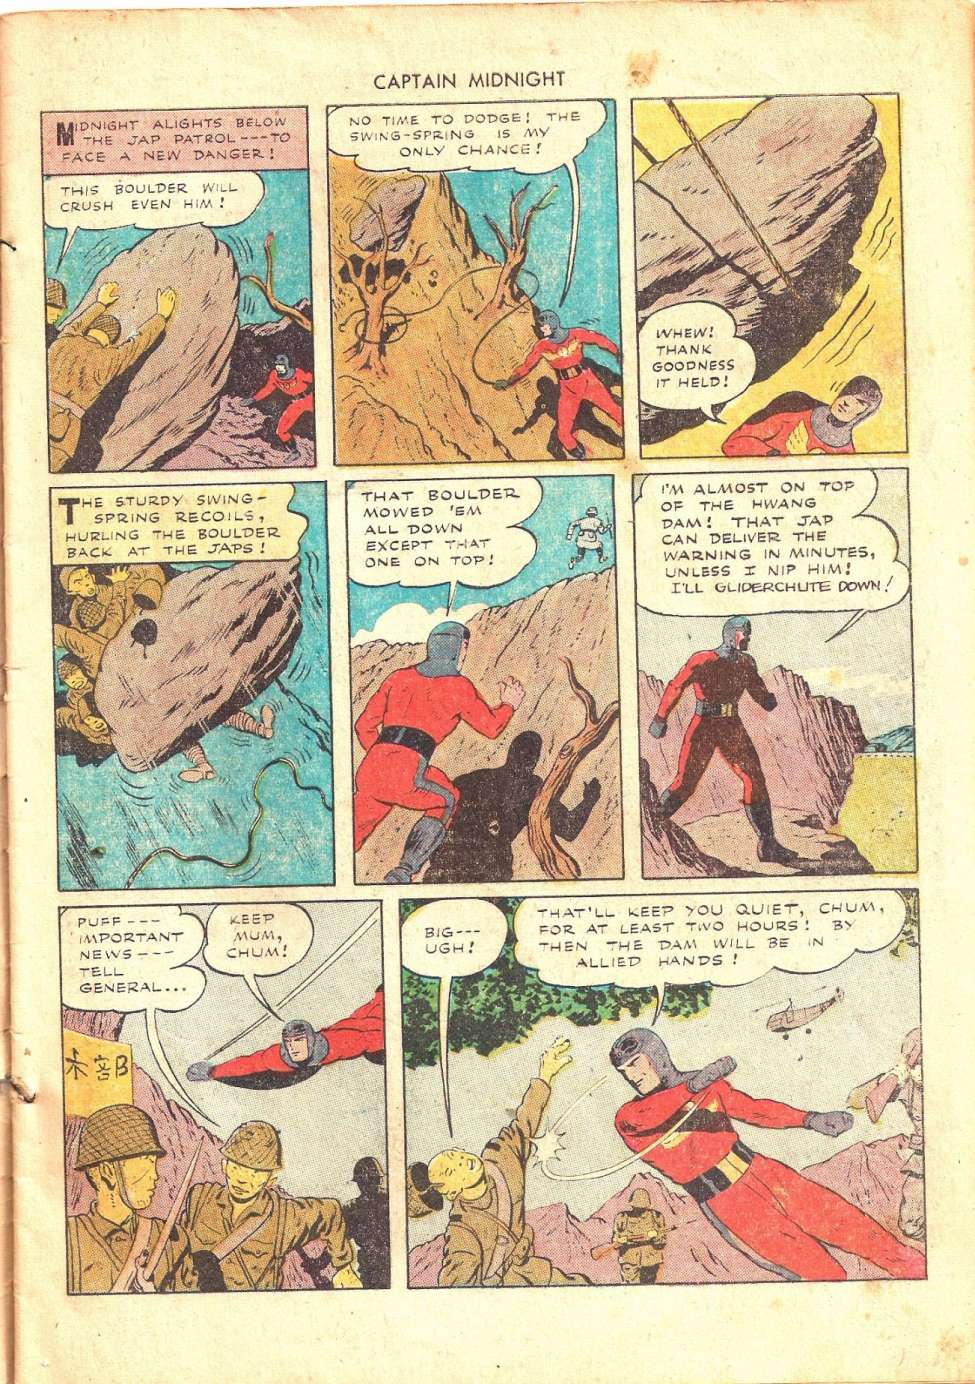 CAPTAIN MIDNIGHT
MIDNIGHT ALIGHTS BELOW
THE JAP PATROL---TO
FACE A NEW DANGER!
THIS BOULDER WILL
CRUSH EVEN HIM!
NO TIME TO DODGE! THE
SWING-SPRING IS MY
ONLY CHANCE!
WHEW!
THANK
GOODNESS
IT HELD!
THE STURDY SWING-
SPRING RECOILS,
HURLING THE BOULDER
BACK AT THE JAPS!
THAT BOULDER
MOWED 'EM
ALL DOWN
EXCEPT THAT
ONE ON TOP!
I'M ALMOST ON TOP
OF THE HWANG
DAM! THAT JAP
CAN DELIVER THE
WARNING IN MINUTES,
UNLESS I NIP HIM!
I'LL GLIDERCHUTE DOWN!
PUFF---
IMPORTANT
NEWS---
TELL
GENERAL...
KEEP
MUM,
CHUM!
BIG---
UGH!
THAT'LL KEEP YOU QUIET, CHUM,
FOR AT LEAST TWO HOURS! BY
THEN THE DAM WILL BE IN
ALLIED HANDS!